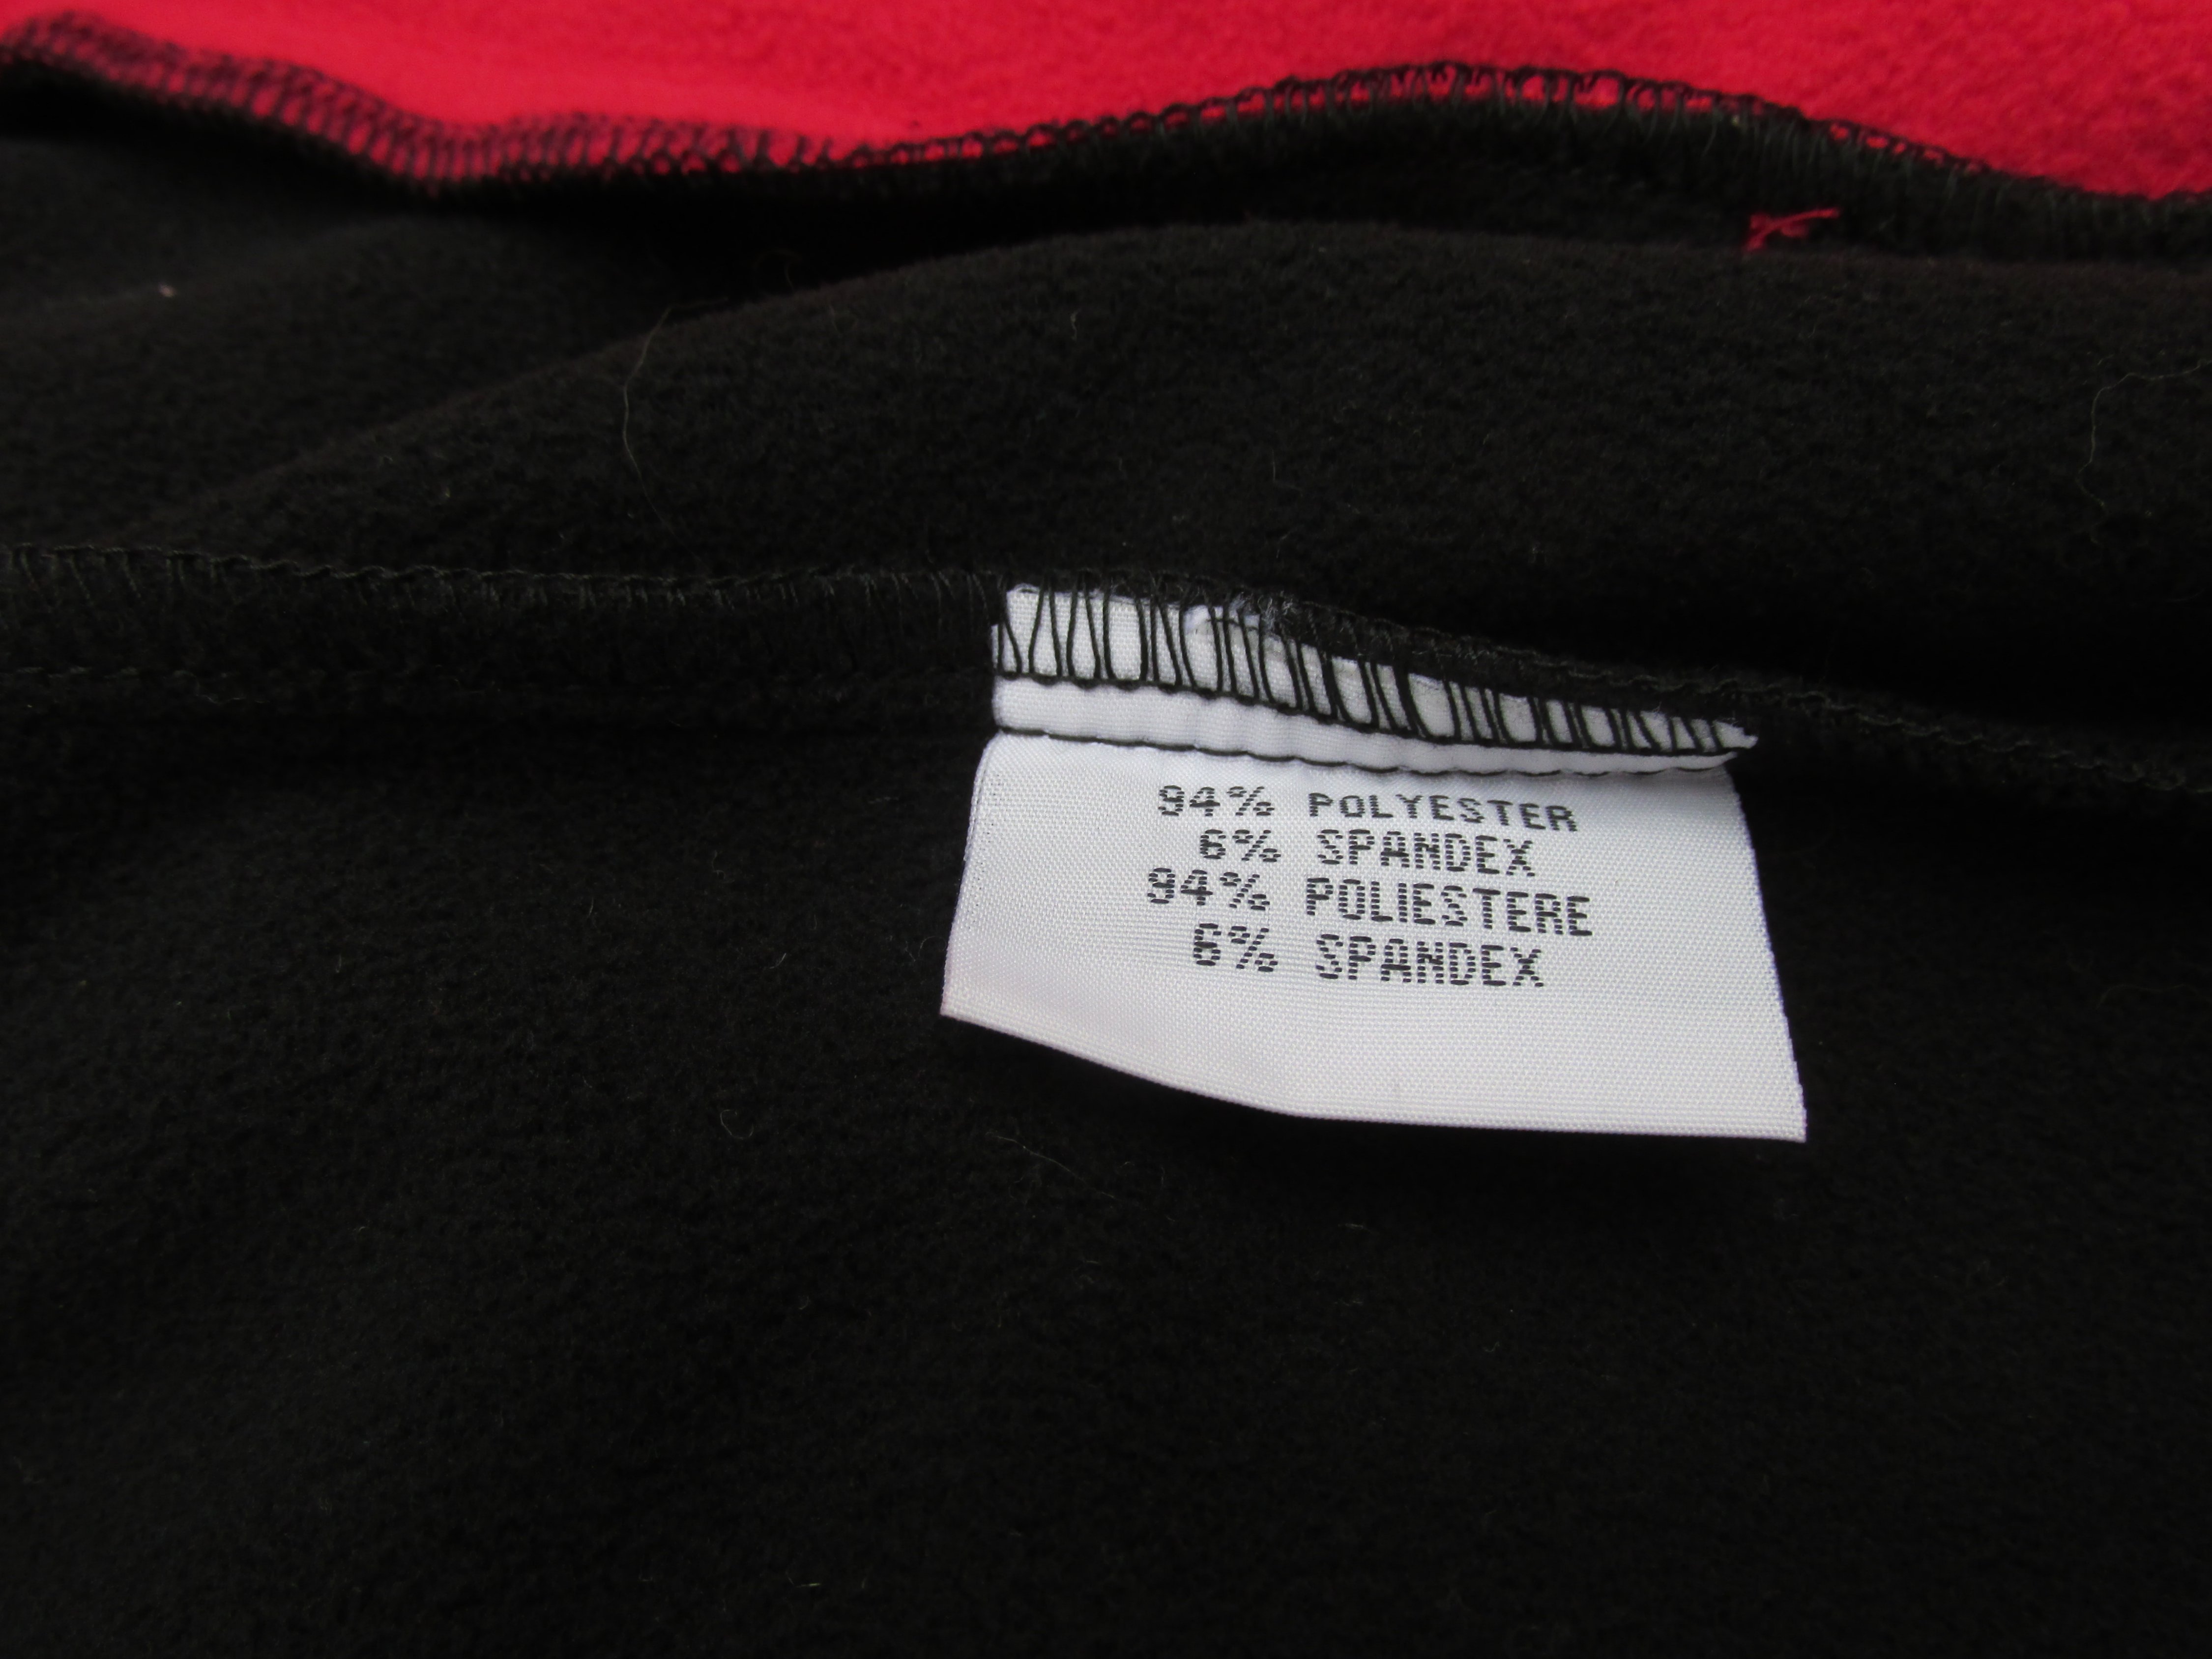 94% POLYESTER
6% SPANDEX
94% POLIESTERE
6% SPANDEX